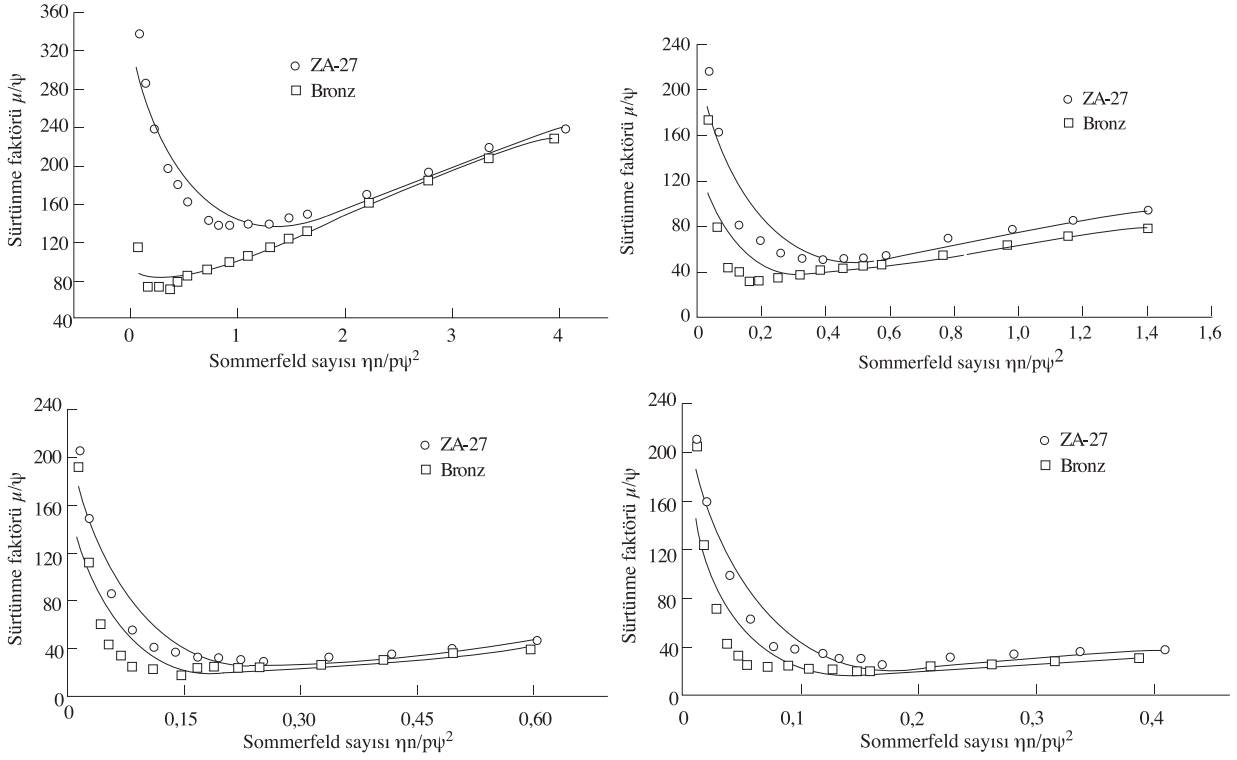 Sürtünme faktörü μ/ψ
360
320
280
240
200
160
120
80
40
ZA-27
Bronz
0 1 2 3 4
Sommerfeld sayısı ηn/pψ²
Sürtünme faktörü μ/ψ
240
200
160
120
80
40
0
ZA-27
Bronz
0 0,2 0,4 0,6 0,8 1,0 1,2 1,4 1,6
Sommerfeld sayısı ηn/pψ²
Sürtünme faktörü μ/ψ
240
200
160
120
80
40
0
ZA-27
Bronz
0 0,15 0,30 0,45 0,60
Sommerfeld sayısı ηn/pψ²
Sürtünme faktörü μ/ψ
240
200
160
120
80
40
0
ZA-27
Bronz
0 0,1 0,2 0,3 0,4
Sommerfeld sayısı ηn/pψ²